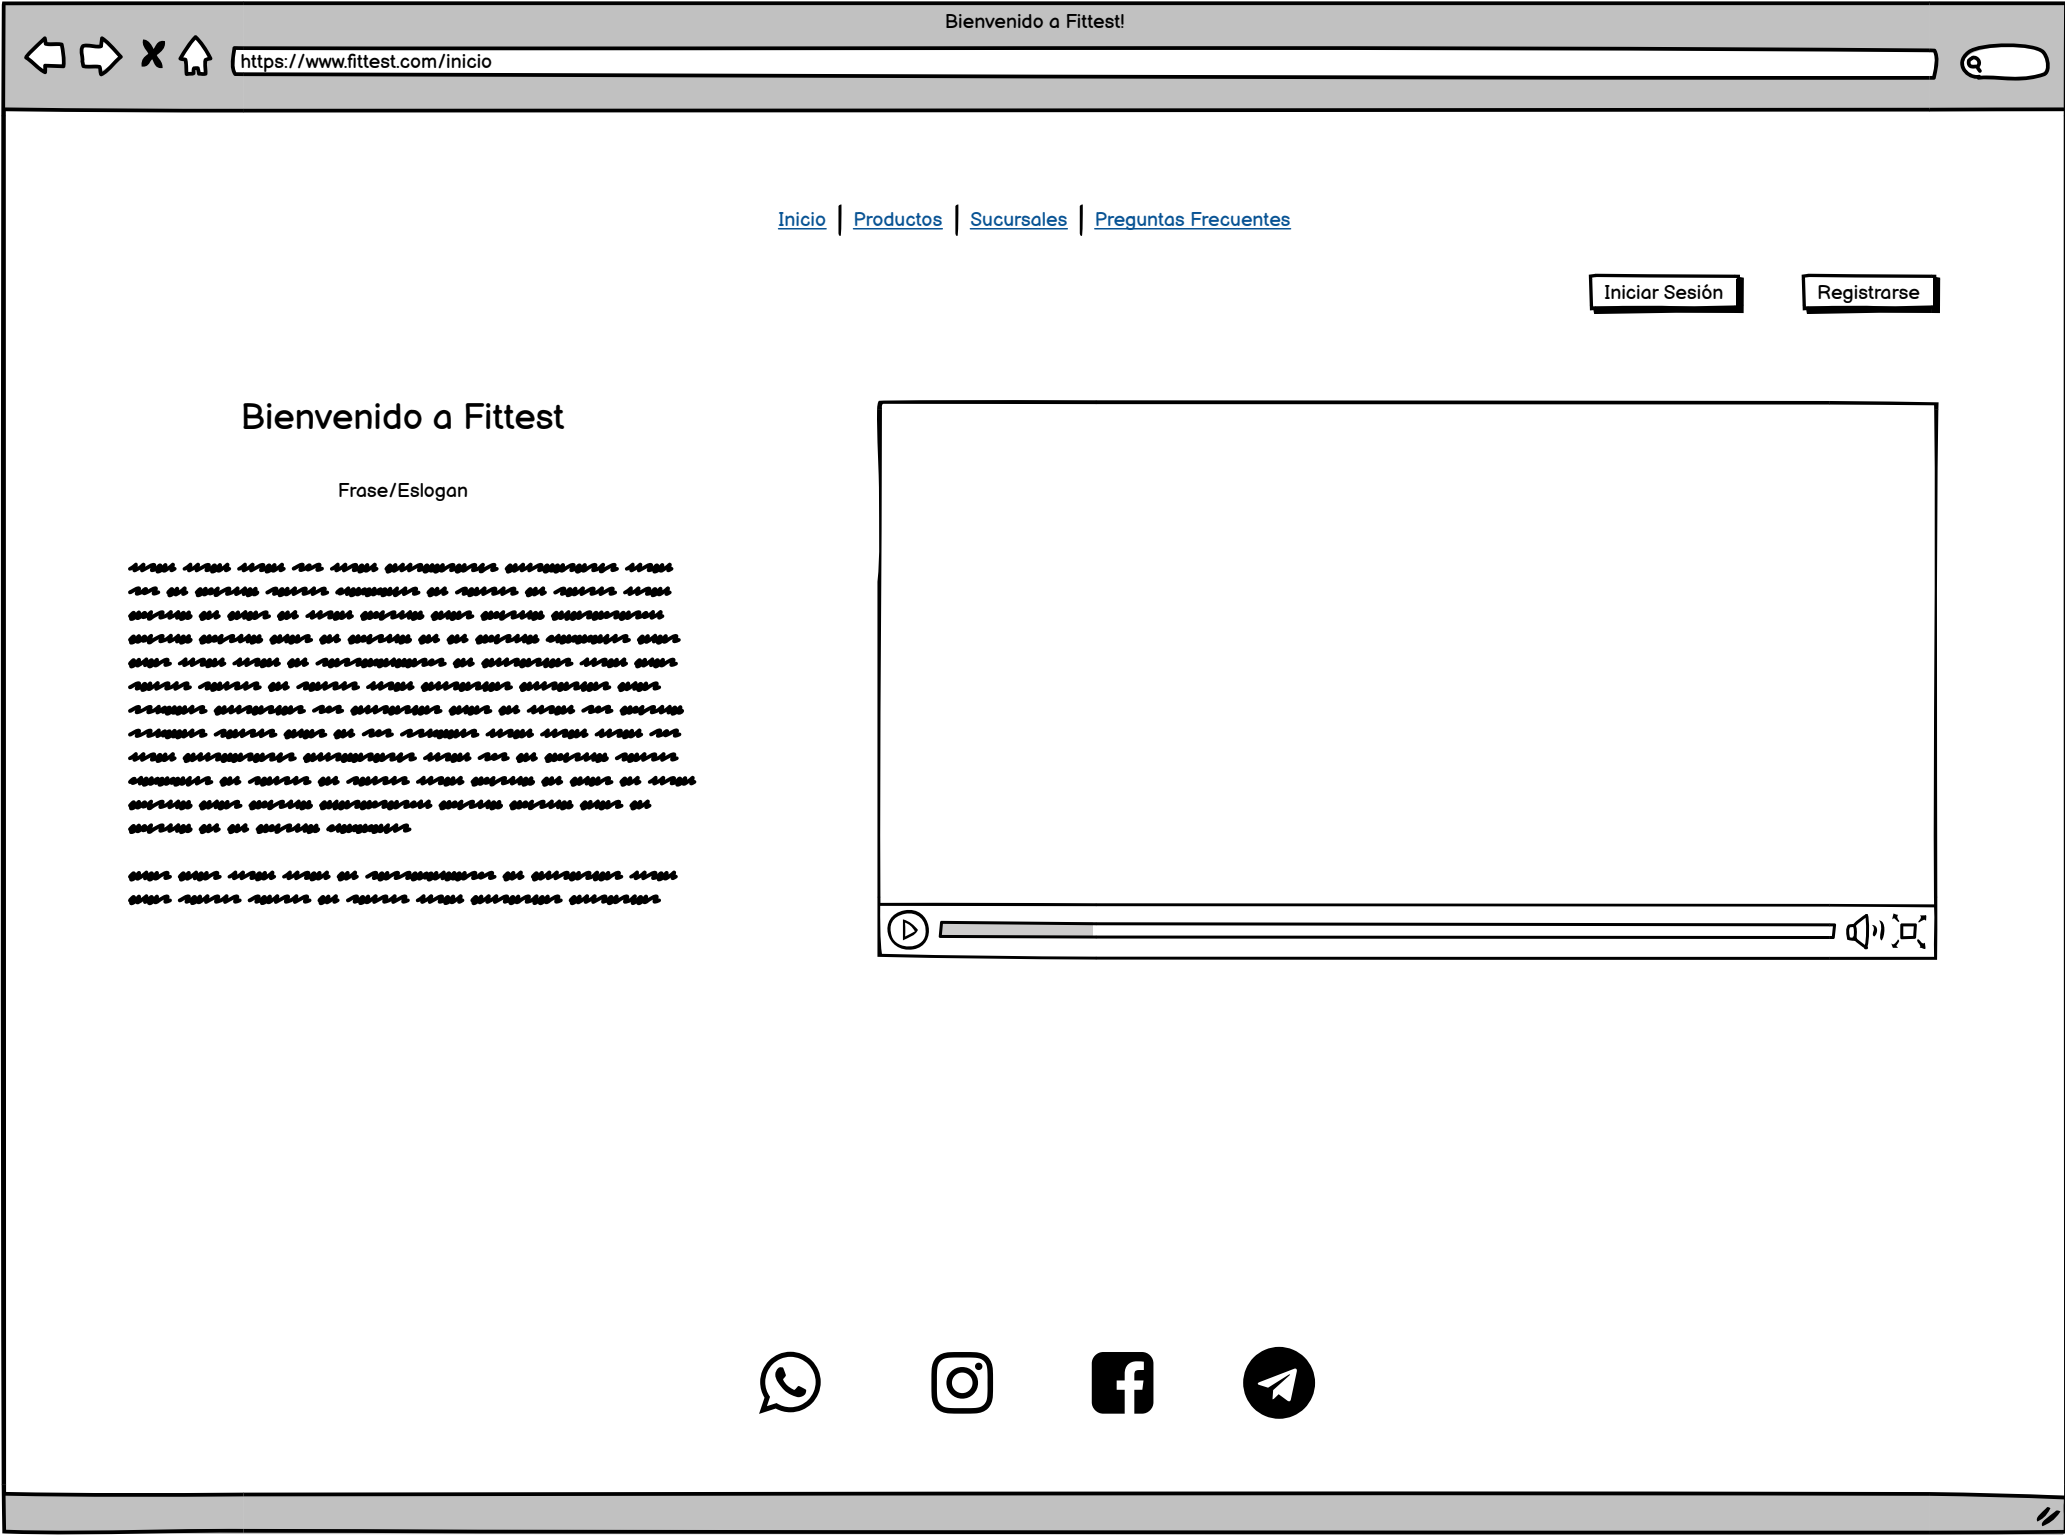 Bienvenido a Fittest!
https://www.fittest.com/inicio
Inicio Productos Sucursales Preguntas Frecuentes
Iniciar Sesión Registrarse
Bienvenido a Fittest
Frase/Eslogan